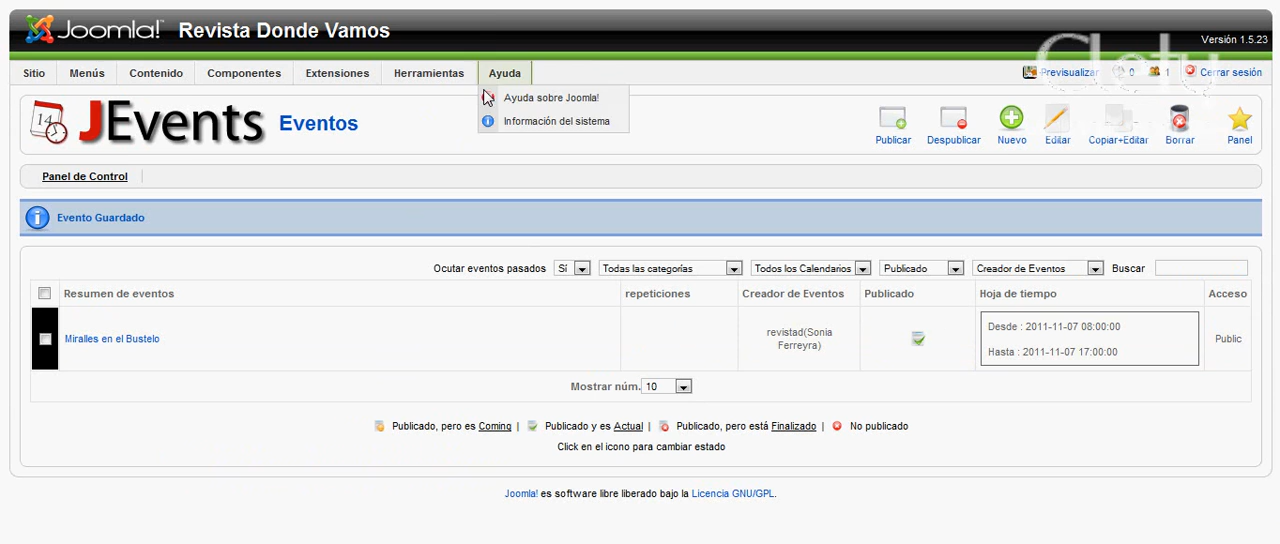 Joomla! Revista Donde Vamos
Versión 1.5.23
Sitio Menús Contenido Componentes Extensiones Herramientas Ayuda Previsualizar 0 1 Cerrar sesión
Ayuda sobre Joomla!
Información del sistema
14 JEvents Eventos
Publicar Despublicar Nuevo Editar Copiar+Editar Borrar Panel
Panel de Control
Evento Guardado
Ocutar eventos pasados Sí Todas las categorías Todos los Calendarios Publicado Creador de Eventos Buscar
Resumen de eventos repeticiones Creador de Eventos Publicado Hoja de tiempo Acceso
Miralles en el Bustelo revistad(Sonia Ferreyra) Desde : 2011-11-07 08:00:00 Public
Hasta : 2011-11-07 17:00:00
Mostrar núm. 10
Publicado, pero es Coming | Publicado y es Actual | Publicado, pero está Finalizado | No publicado
Click en el icono para cambiar estado
Joomla! es software libre liberado bajo la Licencia GNU/GPL.